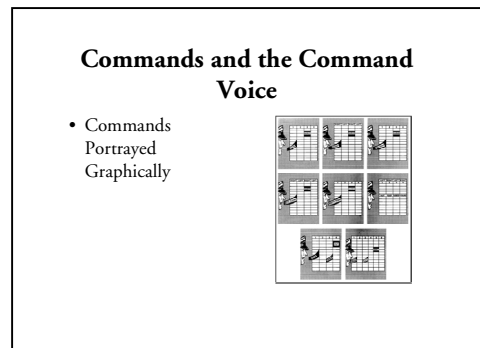 Commands and the Command
Voice
• Commands
Portrayed
Graphically